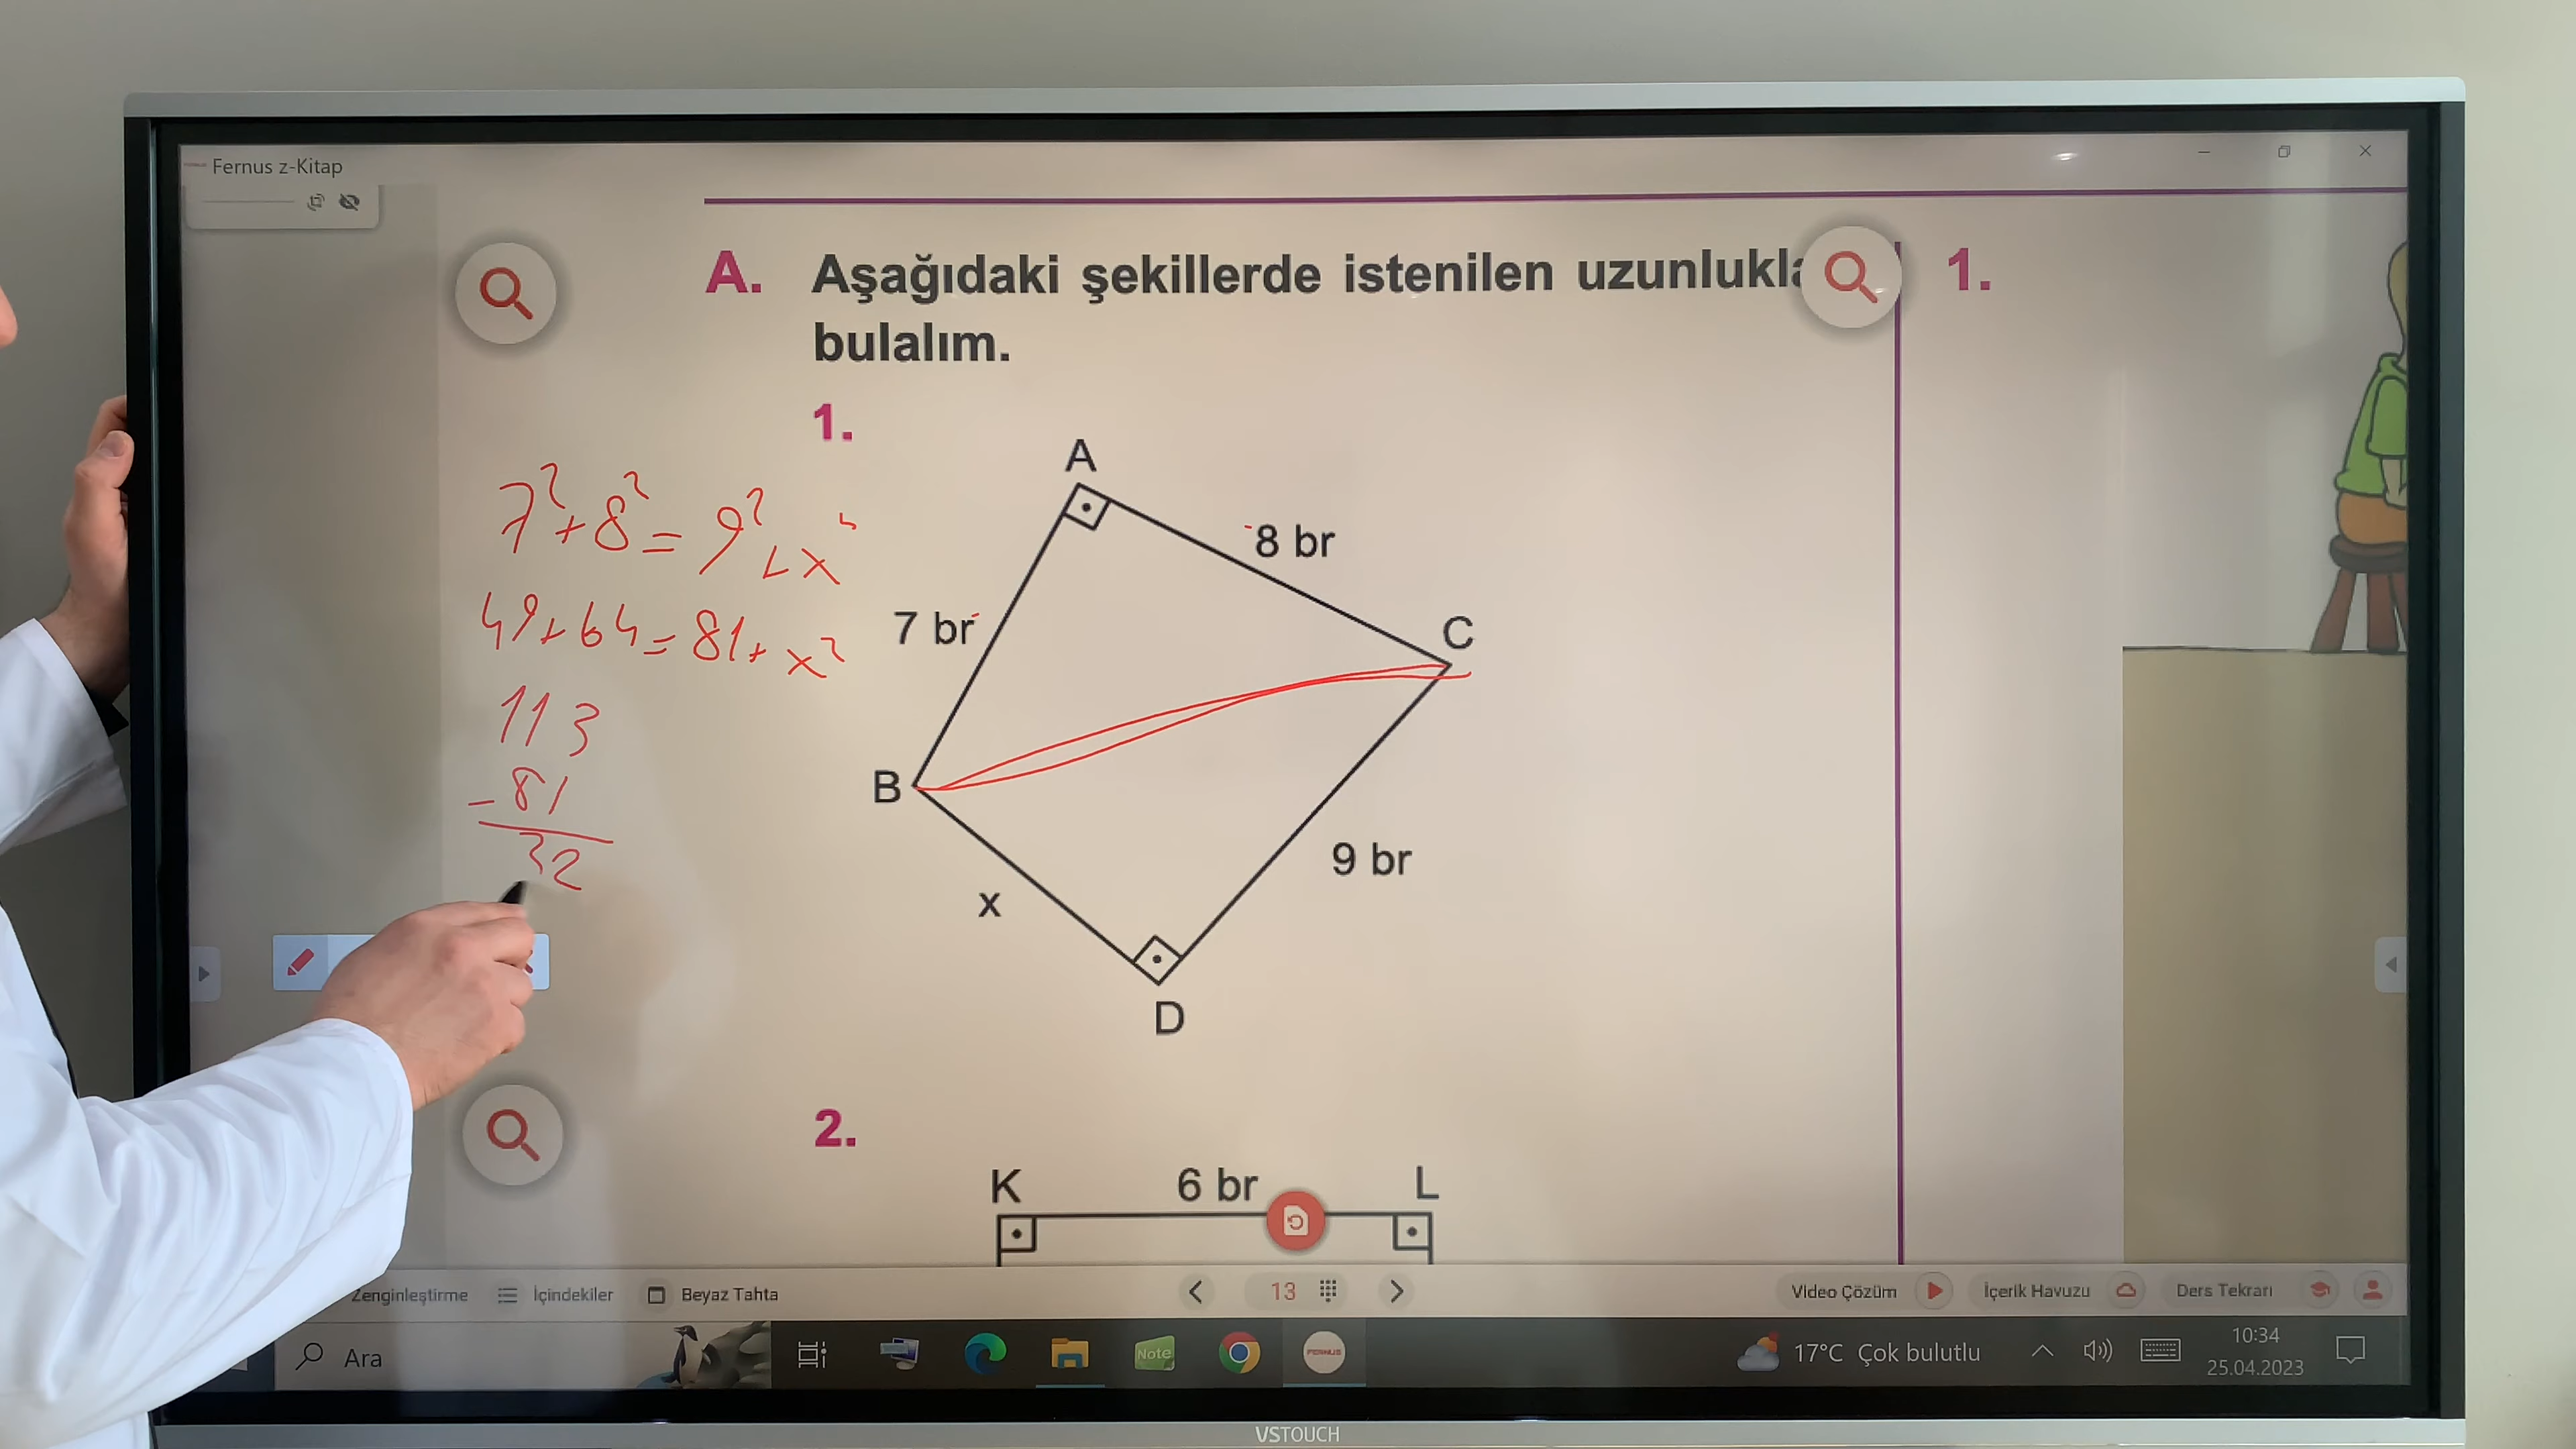 Fernus z-Kitap
A. Aşağıdaki şekillerde istenilen
bulalım.
1.
1.
7²+8²=9²+x²
49+64=81+x²
113
-81
32
A
8 br
7 br
C
B
9 br
x
D
2.
K 6 br L
Zenginleştirme İçindekiler Beyaz Tahta 13 Video Çözüm İçerik Havuzu Ders Tekrarı
Ara Note FERNUS 17°C Çok bulutlu 10:34
25.04.2023
VSTOUCH